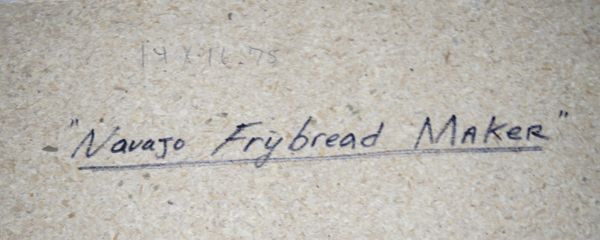 14 x 16.75
"Navajo Frybread Maker"